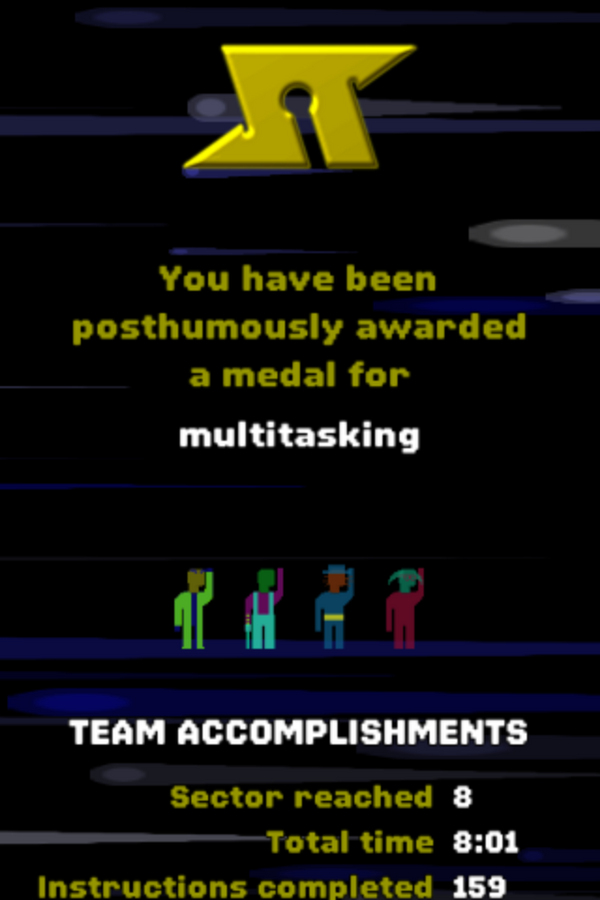 You have been
posthumously awarded
a medal for
multitasking
TEAM ACCOMPLISHMENTS
Sector reached 8
Total time 8:01
Instructions completed 159